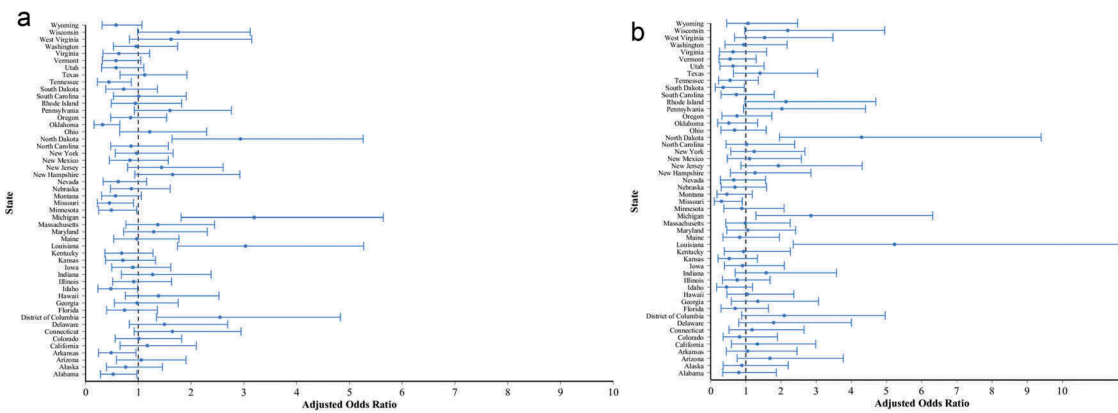 a
Wyoming
Wisconsin
West Virginia
Washington
Virginia
Vermont
Utah
Texas
Tennessee
South Dakota
South Carolina
Rhode Island
Pennsylvania
Oregon
Oklahoma
Ohio
North Dakota
North Carolina
New York
New Mexico
New Jersey
New Hampshire
Nevada
Nebraska
Montana
Missouri
Minnesota
Michigan
Massachusetts
Maryland
Maine
Louisiana
Kentucky
Kansas
Iowa
Indiana
Illinois
Idaho
Hawaii
Georgia
Florida
District of Columbia
Delaware
Connecticut
Colorado
California
Arkansas
Arizona
Alaska
Alabama
State
0 1 2 3 4 5 6
Adjusted Odds Ratio
b
Wyoming
Wisconsin
West Virginia
Washington
Virginia
Vermont
Utah
Texas
Tennessee
South Dakota
South Carolina
Rhode Island
Pennsylvania
Oregon
Oklahoma
Ohio
North Dakota
North Carolina
New York
New Mexico
New Jersey
New Hampshire
Nevada
Nebraska
Montana
Missouri
Minnesota
Michigan
Massachusetts
Maryland
Maine
Louisiana
Kentucky
Kansas
Iowa
Indiana
Illinois
Idaho
Hawaii
Georgia
Florida
District of Columbia
Delaware
Connecticut
Colorado
California
Arkansas
Arizona
Alaska
Alabama
State
0 1 2 3 4 5 6 7 8 9 10
Adjusted Odds Ratio